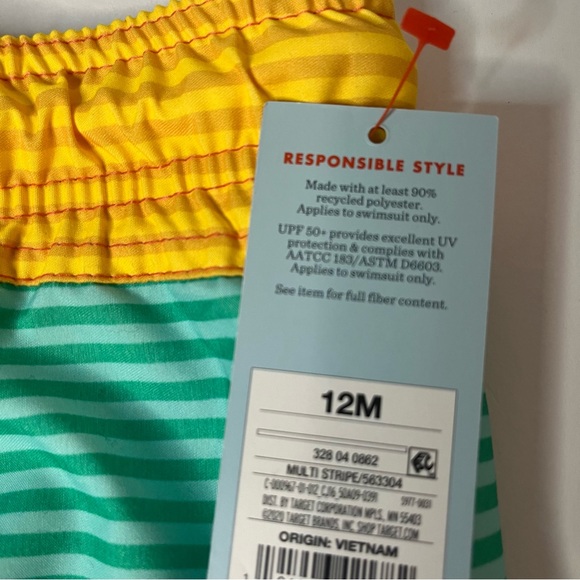 RESPONSIBLE STYLE
Made with at least 90%
recycled polyester.
Applies to swimsuit only.
UPF 50+ provides excellent UV
protection & complies with
AATCC 183/ASTM D6603.
Applies to swimsuit only.
See item for full fiber content.
12M
328 04 0862
MULTI STRIPE/563304
DIST. BY TARGET CORPORATION MPLS., MN 55403
©2020 TARGET BRANDS, INC. SHOP TARGET.COM
ORIGIN: VIETNAM